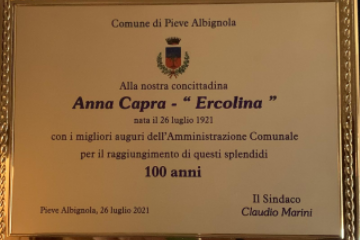 Comune di Pieve Albignola
Alla nostra concittadina
Anna Capra - “ Ercolina ”
nata il 26 luglio 1921
con i migliori auguri dell'Amministrazione Comunale
per il raggiungimento di questi splendidi
100 anni
Il Sindaco
Pieve Albignola, 26 luglio 2021 Claudio Marini